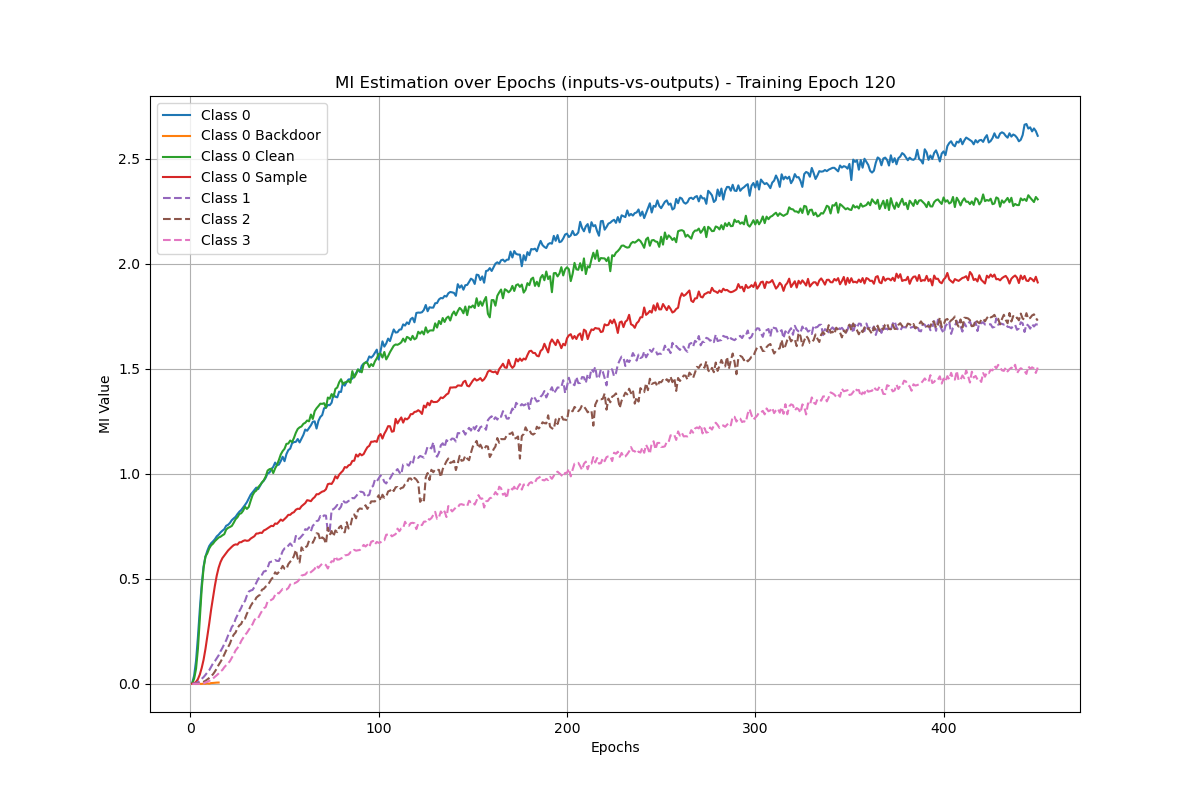 MI Estimation over Epochs (inputs-vs-outputs) - Training Epoch 120
Class 0
Class 0 Backdoor
Class 0 Clean
Class 0 Sample
Class 1
Class 2
Class 3
MI Value
2.5
2.0
1.5
1.0
0.5
0.0
0
100
200
300
400
Epochs